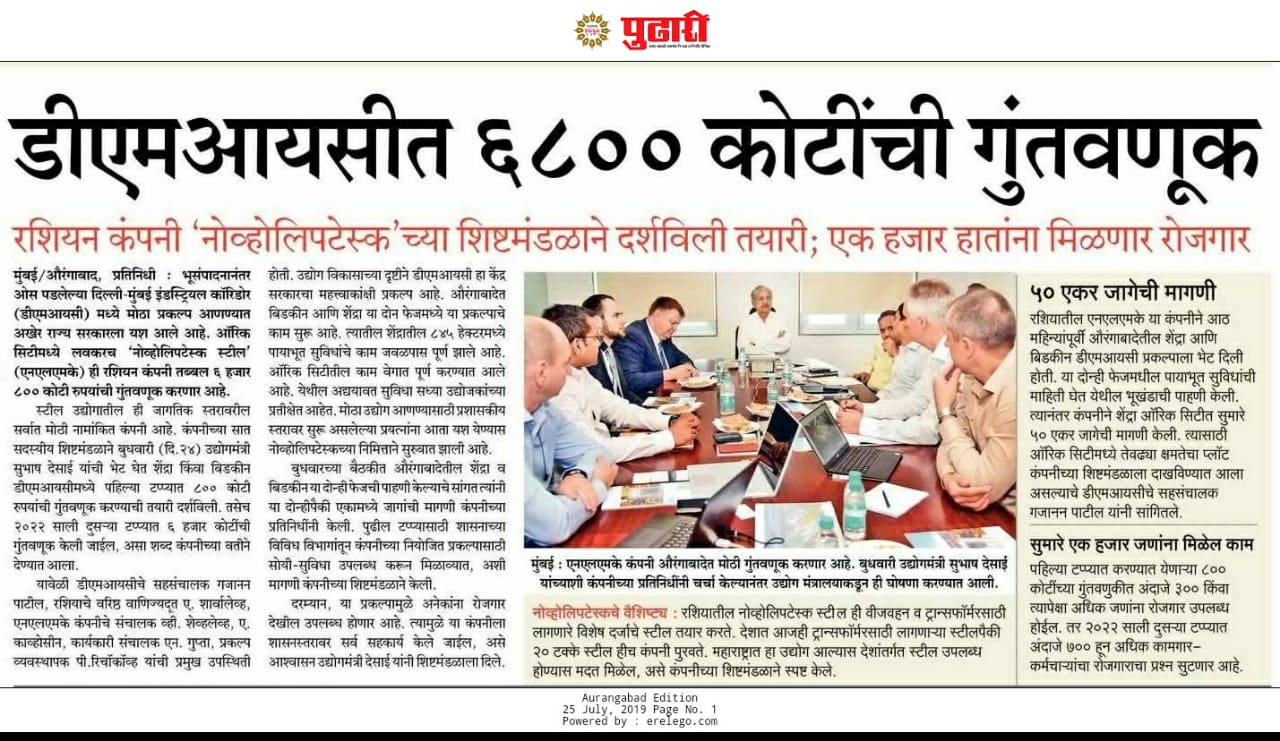 पुढारी
डीएमआयसीत ६८०० कोटींची गुंतवणूक
रशियन कंपनी ‘नोव्होलिपटेस्क’च्या शिष्टमंडळाने दर्शविली तयारी; एक हजार हातांना मिळणार रोजगार
मुंबई/औरंगाबाद, प्रतिनिधी : भूसंपादनानंतर
ओस पडलेल्या दिल्ली-मुंबई इंडस्ट्रियल कॉरिडोर
(डीएमआयसी) मध्ये मोठा प्रकल्प आणण्यात
अखेर राज्य सरकारला यश आले आहे. ऑरिक
सिटीमध्ये लवकरच ‘नोव्होलिपटेस्क स्टील’
(एनएलएमके) ही रशियन कंपनी तब्बल ६ हजार
८०० कोटी रुपयांची गुंतवणूक करणार आहे.
स्टील उद्योगातील ही जागतिक स्तरावरील
सर्वात मोठी नामांकित कंपनी आहे. कंपनीच्या सात
सदस्यीय शिष्टमंडळाने बुधवारी (दि.२४) उद्योगमंत्री
सुभाष देसाई यांची भेट घेत शेंद्रा किंवा बिडकीन
डीएमआयसीमध्ये पहिल्या टप्प्यात ८०० कोटी
रुपयांची गुंतवणूक करण्याची तयारी दर्शविली. तसेच
२०२२ साली दुसऱ्या टप्प्यात ६ हजार कोटींची
गुंतवणूक केली जाईल, असा शब्द कंपनीच्या वतीने
देण्यात आला.
यावेळी डीएमआयसीचे सहसंचालक गजानन
पाटील, रशियाचे वरिष्ठ वाणिज्यदूत ए. शार्वालेव्ह,
एनएलएमके कंपनीचे संचालक व्ही. शेव्हलेव्ह, ए.
काव्होसीन, कार्यकारी संचालक एन. गुप्ता, प्रकल्प
व्यवस्थापक पी.रिचॉकॉव्ह यांची प्रमुख उपस्थिती
होती. उद्योग विकासाच्या दृष्टीने डीएमआयसी हा केंद्र
सरकारचा महत्त्वाकांक्षी प्रकल्प आहे. औरंगाबादेत
बिडकीन आणि शेंद्रा या दोन फेजमध्ये या प्रकल्पाचे
काम सुरू आहे. त्यातील शेंद्रातील ८४५ हेक्टरमध्ये
पायाभूत सुविधांचे काम जवळपास पूर्ण झाले आहे.
ऑरिक सिटीतील काम वेगात पूर्ण करण्यात आले
आहे. येथील अद्ययावत सुविधा सध्या उद्योजकांच्या
प्रतीक्षेत आहेत. मोठा उद्योग आणण्यासाठी प्रशासकीय
स्तरावर सुरू असलेल्या प्रयत्नांना आता यश येण्यास
नोव्होलिपटेस्कच्या निमित्ताने सुरुवात झाली आहे.
बुधवारच्या बैठकीत औरंगाबादेतील शेंद्रा व
बिडकीन या दोन्ही फेजची पाहणी केल्याचे सांगत त्यांनी
या दोन्हीपैकी एकामध्ये जागांची मागणी कंपनीच्या
प्रतिनिधींनी केली. पुढील टप्प्यासाठी शासनाच्या
विविध विभागांतून कंपनीच्या नियोजित प्रकल्पासाठी
सोयी-सुविधा उपलब्ध करून मिळाव्यात, अशी
मागणी कंपनीच्या शिष्टमंडळाने केली.
दरम्यान, या प्रकल्पामुळे अनेकांना रोजगार
देखील उपलब्ध होणार आहे. त्यामुळे या कंपनीला
शासनस्तरावर सर्व सहकार्य केले जाईल, असे
आश्वासन उद्योगमंत्री देसाई यांनी शिष्टमंडळाला दिले.
मुंबई : एनएलएमके कंपनी औरंगाबादेत मोठी गुंतवणूक करणार आहे. बुधवारी उद्योगमंत्री सुभाष देसाई
यांच्याशी कंपनीच्या प्रतिनिधींनी चर्चा केल्यानंतर उद्योग मंत्रालयाकडून ही घोषणा करण्यात आली.
नोव्होलिपटेस्कचे वैशिष्ट्य : रशियातील नोव्होलिपटेस्क स्टील ही वीजवहन व ट्रान्सफॉर्मरसाठी
लागणारे विशेष दर्जाचे स्टील तयार करते. देशात आजही ट्रान्सफॉर्मरसाठी लागणाऱ्या स्टीलपैकी
२० टक्के स्टील हीच कंपनी पुरवते. महाराष्ट्रात हा उद्योग आल्यास देशांतर्गत स्टील उपलब्ध
होण्यास मदत मिळेल, असे कंपनीच्या शिष्टमंडळाने स्पष्ट केले.
५० एकर जागेची मागणी
रशियातील एनएलएमके या कंपनीने आठ
महिन्यांपूर्वी औरंगाबादेतील शेंद्रा आणि
बिडकीन डीएमआयसी प्रकल्पाला भेट दिली
होती. या दोन्ही फेजमधील पायाभूत सुविधांची
माहिती घेत येथील भूखंडाची पाहणी केली.
त्यानंतर कंपनीने शेंद्रा ऑरिक सिटीत सुमारे
५० एकर जागेची मागणी केली. त्यासाठी
ऑरिक सिटीमध्ये तेवढ्या क्षमतेचा प्लॉट
कंपनीच्या शिष्टमंडळाला दाखविण्यात आला
असल्याचे डीएमआयसीचे सहसंचालक
गजानन पाटील यांनी सांगितले.
सुमारे एक हजार जणांना मिळेल काम
पहिल्या टप्प्यात करण्यात येणाऱ्या ८००
कोटींच्या गुंतवणुकीत अंदाजे ३०० किंवा
त्यापेक्षा अधिक जणांना रोजगार उपलब्ध
होईल. तर २०२२ साली दुसऱ्या टप्प्यात
अंदाजे ७०० हून अधिक कामगार-
कर्मचाऱ्यांचा रोजगाराचा प्रश्न सुटणार आहे.
Aurangabad Edition
25 July, 2019 Page No. 1
Powered by : erelego.com